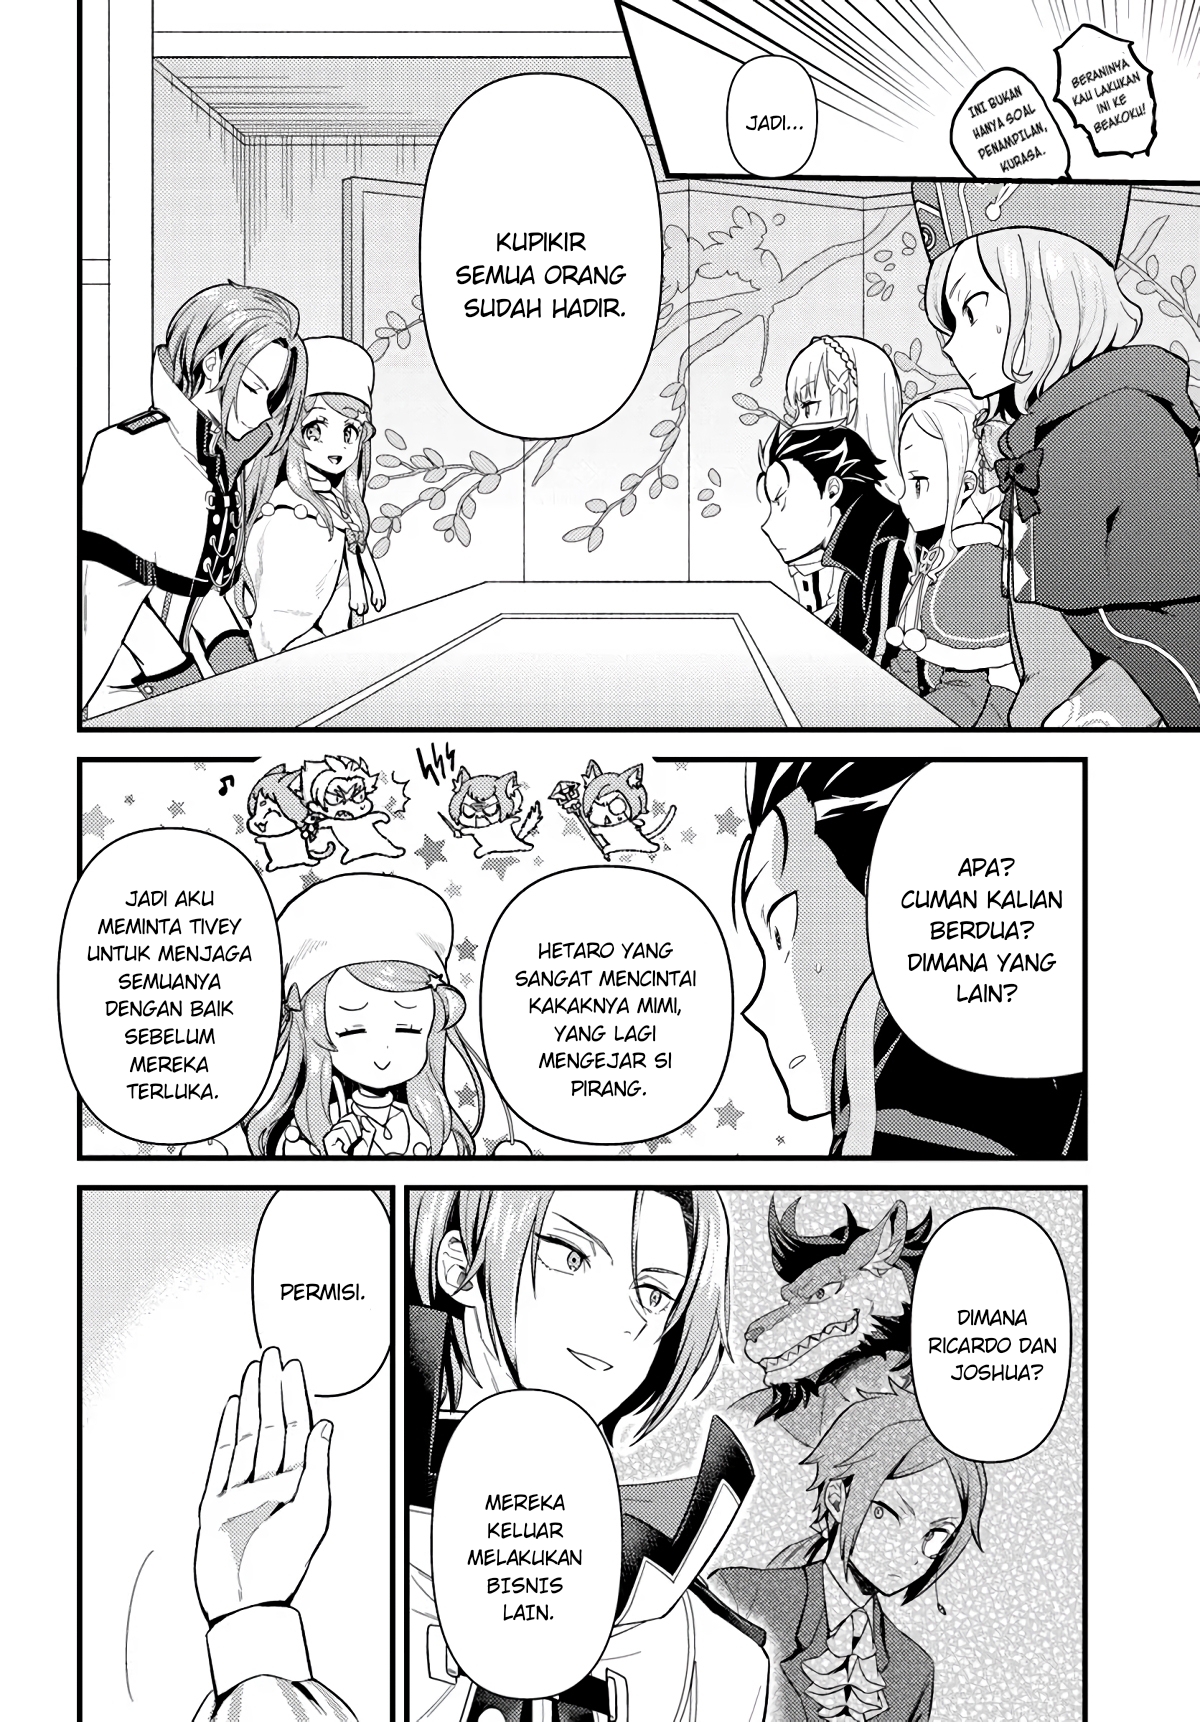 BERANINYA
KAU LAKUKAN
INI KE
BEAKOKU!
INI BUKAN
HANYA SOAL
PENAMPILAN,
KURASA.
JADI...
KUPIKIR
SEMUA ORANG
SUDAH HADIR.
APA?
CUMAN KALIAN
BERDUA?
DIMANA YANG
LAIN?
HETARO YANG
SANGAT MENCINTAI
KAKAKNYA MIMI,
YANG LAGI
MENGEJAR SI
PIRANG.
JADI AKU
MEMINTA TIVEY
UNTUK MENJAGA
SEMUANYA
DENGAN BAIK
SEBELUM
MEREKA
TERLUKA.
DIMANA
RICARDO DAN
JOSHUA?
MEREKA
KELUAR
MELAKUKAN
BISNIS
LAIN.
PERMISI.